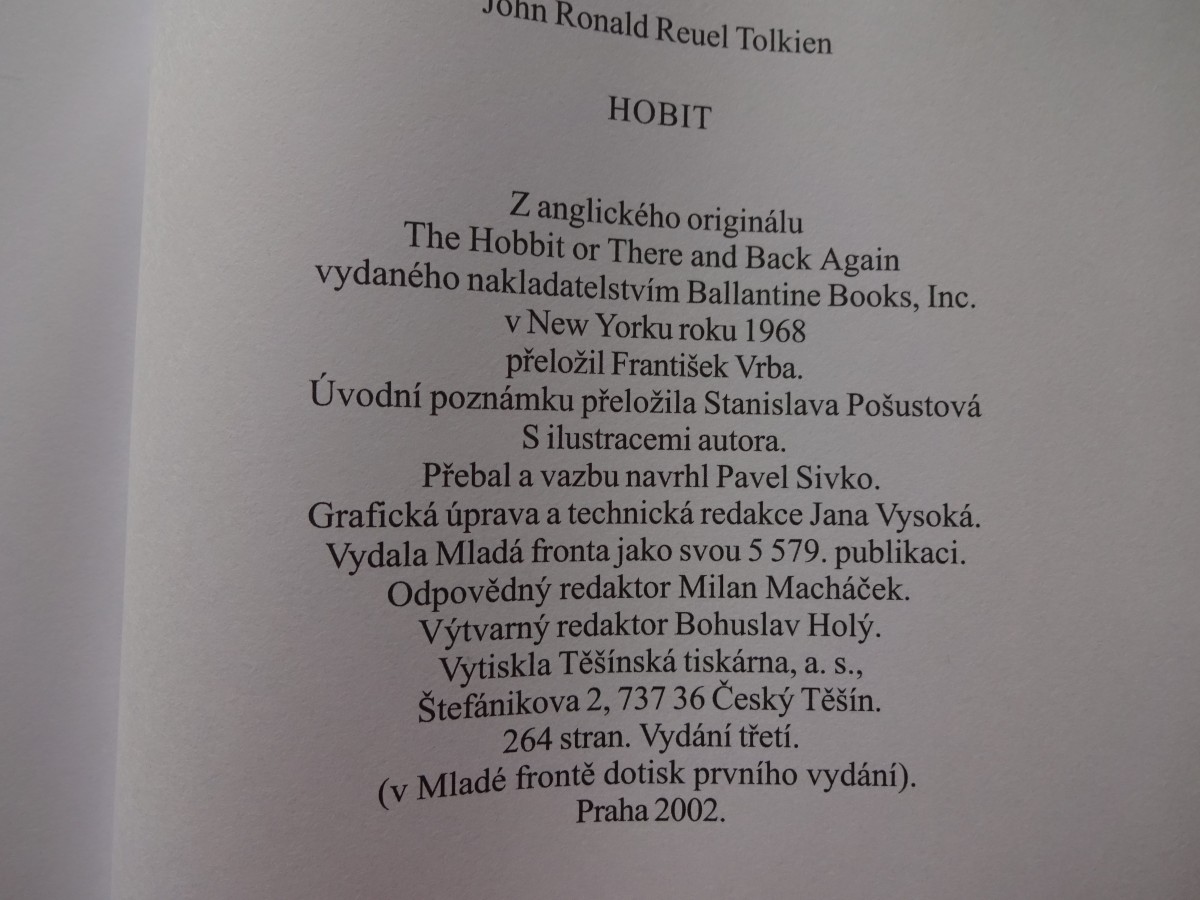 John Ronald Reuel Tolkien
HOBIT
Z anglického originálu
The Hobbit or There and Back Again
vydaného nakladatelstvím Ballantine Books, Inc.
v New Yorku roku 1968
přeložil František Vrba.
Úvodní poznámku přeložila Stanislava Pošustová
S ilustracemi autora.
Přebal a vazbu navrhl Pavel Sivko.
Grafická úprava a technická redakce Jana Vysoká.
Vydala Mladá fronta jako svou 5 579. publikaci.
Odpovědný redaktor Milan Macháček.
Výtvarný redaktor Bohuslav Holý.
Vytiskla Těšínská tiskárna, a. s.,
Štefánikova 2, 737 36 Český Těšín.
264 stran. Vydání třetí.
(v Mladé frontě dotisk prvního vydání).
Praha 2002.